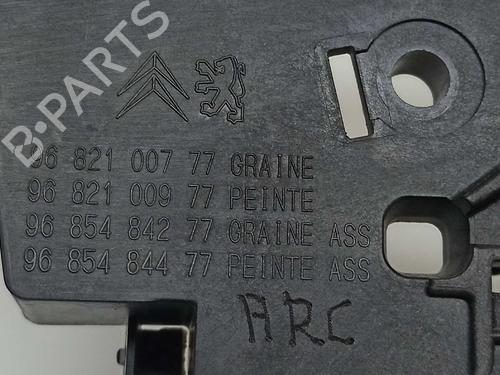 B-PARTS
96 821 007 77 GRAINE
96 821 009 77 PEINTE
96 854 842 77 GRAINE ASS
96 854 844 77 PEINTE ASS
ARC